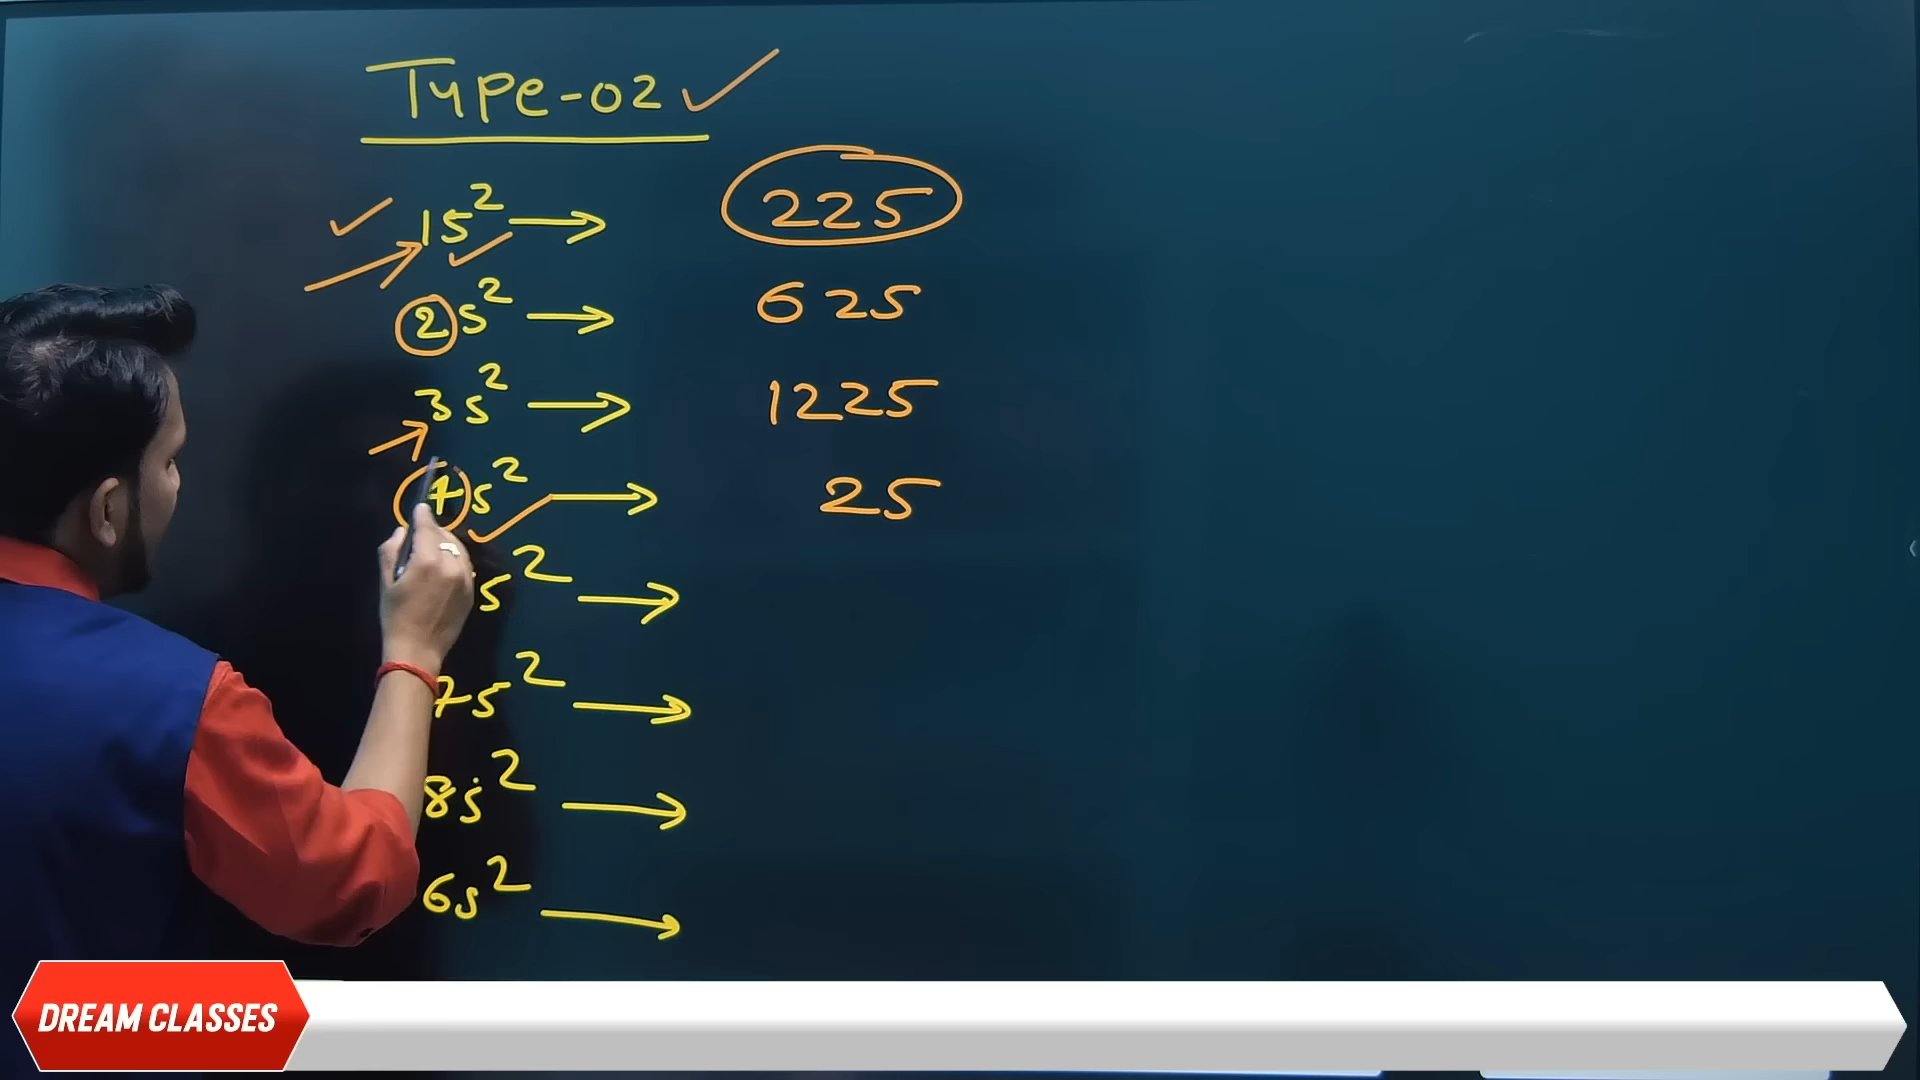 Type-02
15² → 225
25² → 625
35² → 1225
45² → 25
5² →
75² →
85² →
65² →
DREAM CLASSES